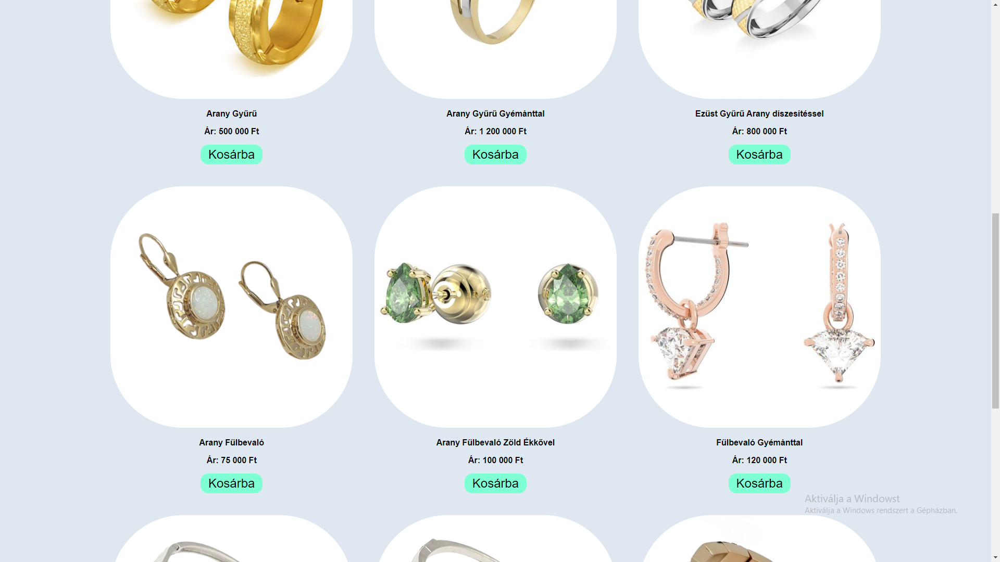 Arany Gyűrű
Ár: 500 000 Ft
Kosárba
Arany Gyűrű Gyémánttal
Ár: 1 200 000 Ft
Kosárba
Ezüst Gyűrű Arany díszesítéssel
Ár: 800 000 Ft
Kosárba
Arany Fülbevaló
Ár: 75 000 Ft
Kosárba
Arany Fülbevaló Zöld Ékkővel
Ár: 100 000 Ft
Kosárba
Fülbevaló Gyémánttal
Ár: 120 000 Ft
Kosárba
Aktiválja a Windowst
Aktiválja a Windows rendszert a Gépházban.